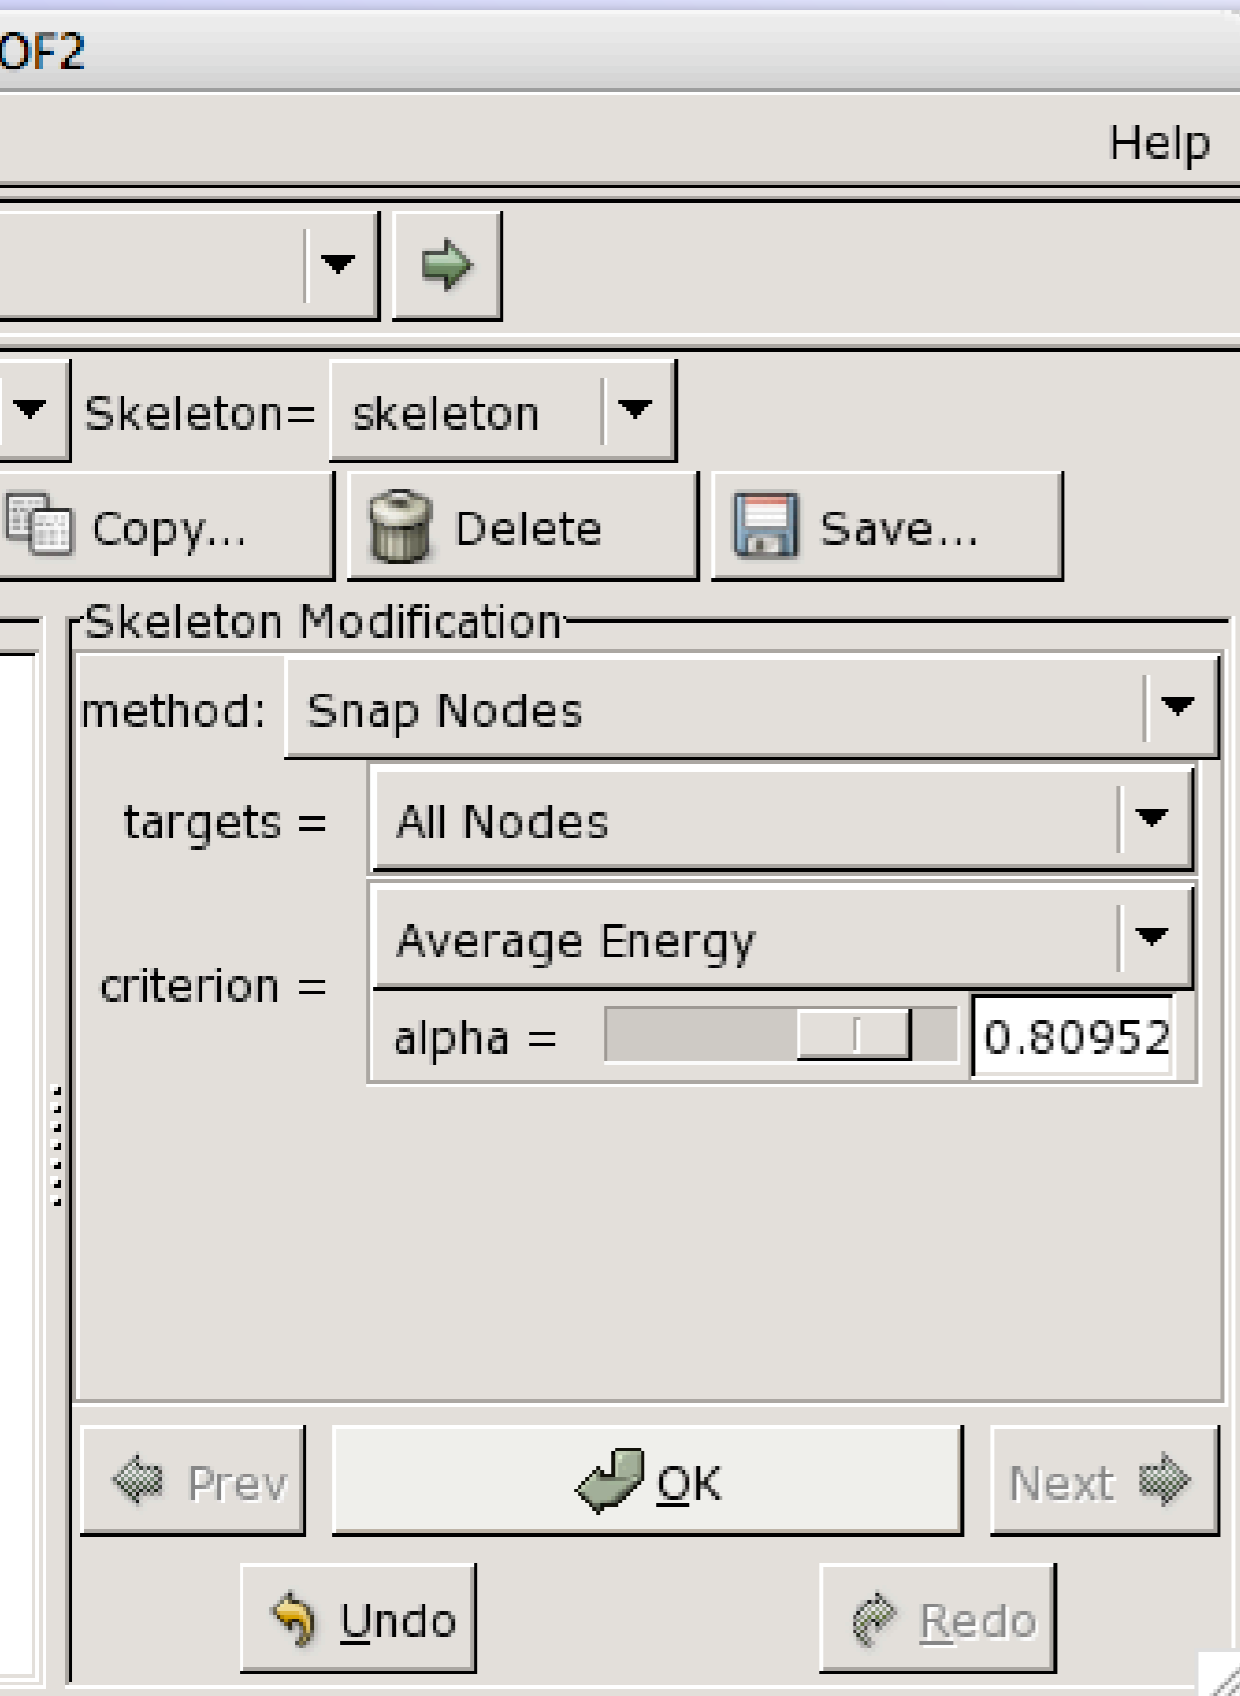 OF2
Help
Skeleton= skeleton
Copy... Delete Save...
Skeleton Modification
method: Snap Nodes
targets = All Nodes
criterion = Average Energy
alpha = 0.80952
Prev OK Next
Undo Redo